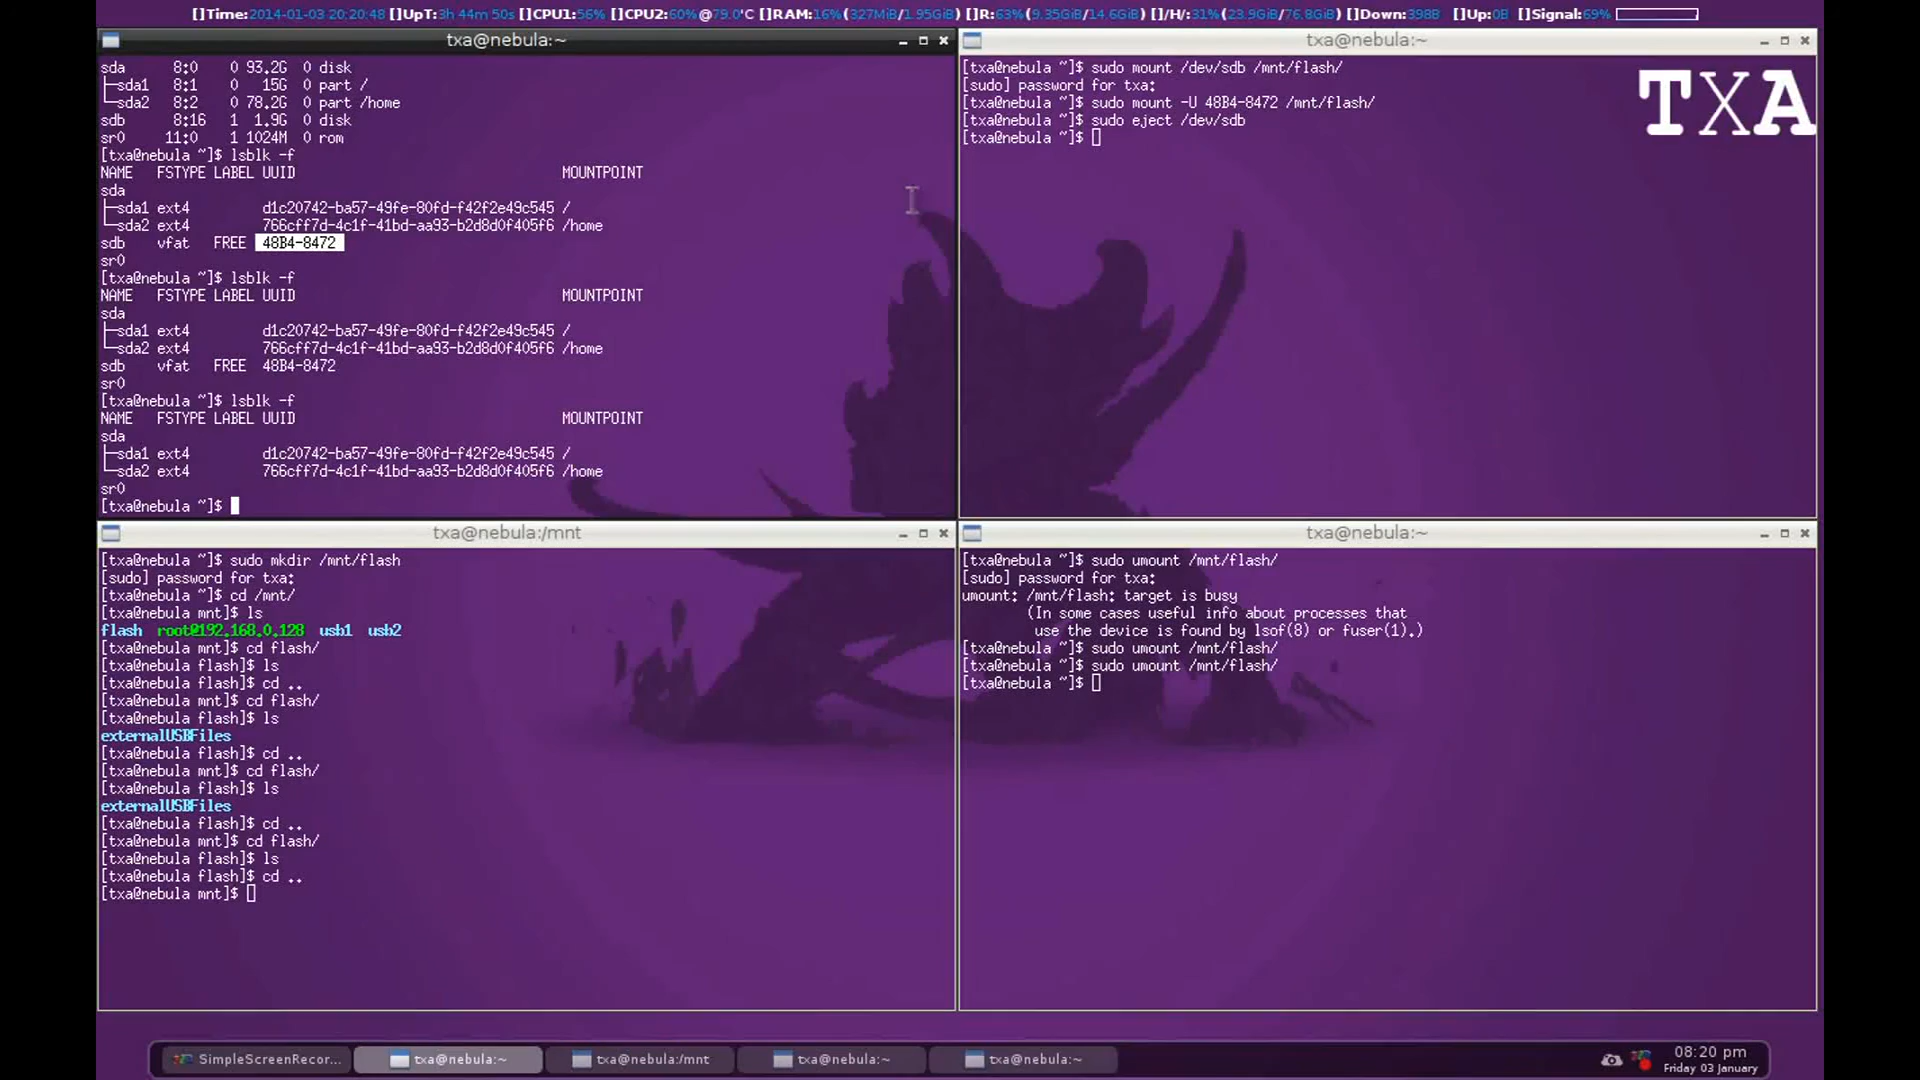 []Time:2014-01-03 20:20:48 []UpT:3h 44m 50s []CPU1:56% []CPU2:60%@79.0'C []RAM:16%(327MiB/1.95GiB) []R:63%(9.35GiB/14.6GiB) []/H/:31%(23.9GiB/76.8GiB) []Down:398B []Up:0B []Signal:69%
txa@nebula:~
sda 8:0 0 93.2G 0 disk
├─sda1 8:1 0 15G 0 part /
└─sda2 8:2 0 78.2G 0 part /home
sdb 8:16 1 1.9G 0 disk
sr0 11:0 1 1024M 0 rom
[txa@nebula ~]$ lsblk -f
NAME FSTYPE LABEL UUID MOUNTPOINT
sda
├─sda1 ext4 d1c20742-ba57-49fe-80fd-f42f2e49c545 /
└─sda2 ext4 766cff7d-4c1f-41bd-aa93-b2d8d0f405f6 /home
sdb vfat FREE 48B4-8472
sr0
[txa@nebula ~]$ lsblk -f
NAME FSTYPE LABEL UUID MOUNTPOINT
sda
├─sda1 ext4 d1c20742-ba57-49fe-80fd-f42f2e49c545 /
└─sda2 ext4 766cff7d-4c1f-41bd-aa93-b2d8d0f405f6 /home
sdb vfat FREE 48B4-8472
sr0
[txa@nebula ~]$ lsblk -f
NAME FSTYPE LABEL UUID MOUNTPOINT
sda
├─sda1 ext4 d1c20742-ba57-49fe-80fd-f42f2e49c545 /
└─sda2 ext4 766cff7d-4c1f-41bd-aa93-b2d8d0f405f6 /home
sr0
[txa@nebula ~]$
txa@nebula:~
[txa@nebula ~]$ sudo mount /dev/sdb /mnt/flash/
[sudo] password for txa:
[txa@nebula ~]$ sudo mount -U 48B4-8472 /mnt/flash/
[txa@nebula ~]$ sudo eject /dev/sdb
[txa@nebula ~]$
TXA
txa@nebula:/mnt
[txa@nebula ~]$ sudo mkdir /mnt/flash
[sudo] password for txa:
[txa@nebula ~]$ cd /mnt/
[txa@nebula mnt]$ ls
flash root@192.168.0.128 usb1 usb2
[txa@nebula mnt]$ cd flash/
[txa@nebula flash]$ ls
[txa@nebula flash]$ cd ..
[txa@nebula mnt]$ cd flash/
[txa@nebula flash]$ ls
externalUSBFiles
[txa@nebula flash]$ cd ..
[txa@nebula mnt]$ cd flash/
[txa@nebula flash]$ ls
externalUSBFiles
[txa@nebula flash]$ cd ..
[txa@nebula mnt]$ cd flash/
[txa@nebula flash]$ ls
[txa@nebula flash]$ cd ..
[txa@nebula mnt]$
txa@nebula:~
[txa@nebula ~]$ sudo umount /mnt/flash/
[sudo] password for txa:
umount: /mnt/flash: target is busy
(In some cases useful info about processes that
use the device is found by lsof(8) or fuser(1).)
[txa@nebula ~]$ sudo umount /mnt/flash/
[txa@nebula ~]$ sudo umount /mnt/flash/
[txa@nebula ~]$
SimpleScreenRecor...
txa@nebula:~
txa@nebula:/mnt
txa@nebula:~
txa@nebula:~
08:20 pm
Friday 03 January